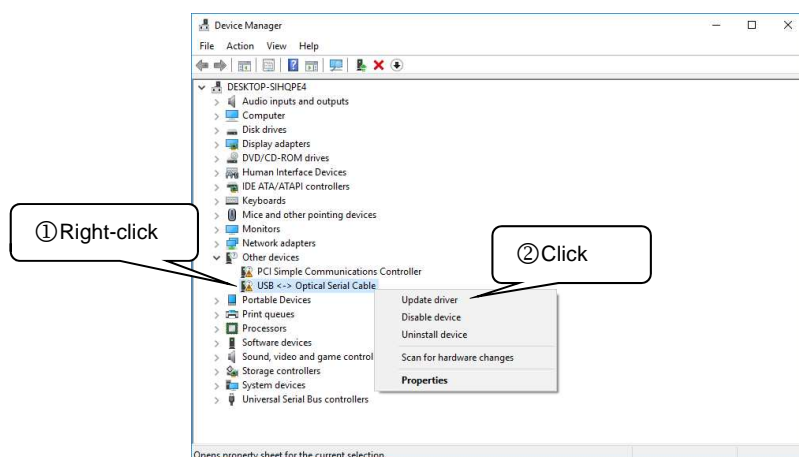 Device Manager
File Action View Help
DESKTOP-SIHQPE4
Audio inputs and outputs
Computer
Disk drives
Display adapters
DVD/CD-ROM drives
Human Interface Devices
IDE ATA/ATAPI controllers
Keyboards
Mice and other pointing devices
Monitors
Network adapters
Other devices
PCI Simple Communications Controller
USB <-> Optical Serial Cable
Portable Devices
Print queues
Processors
Software devices
Sound, video and game control
Storage controllers
System devices
Universal Serial Bus controllers
①Right-click
②Click
Update driver
Disable device
Uninstall device
Scan for hardware changes
Properties
Opens property sheet for the current selection.